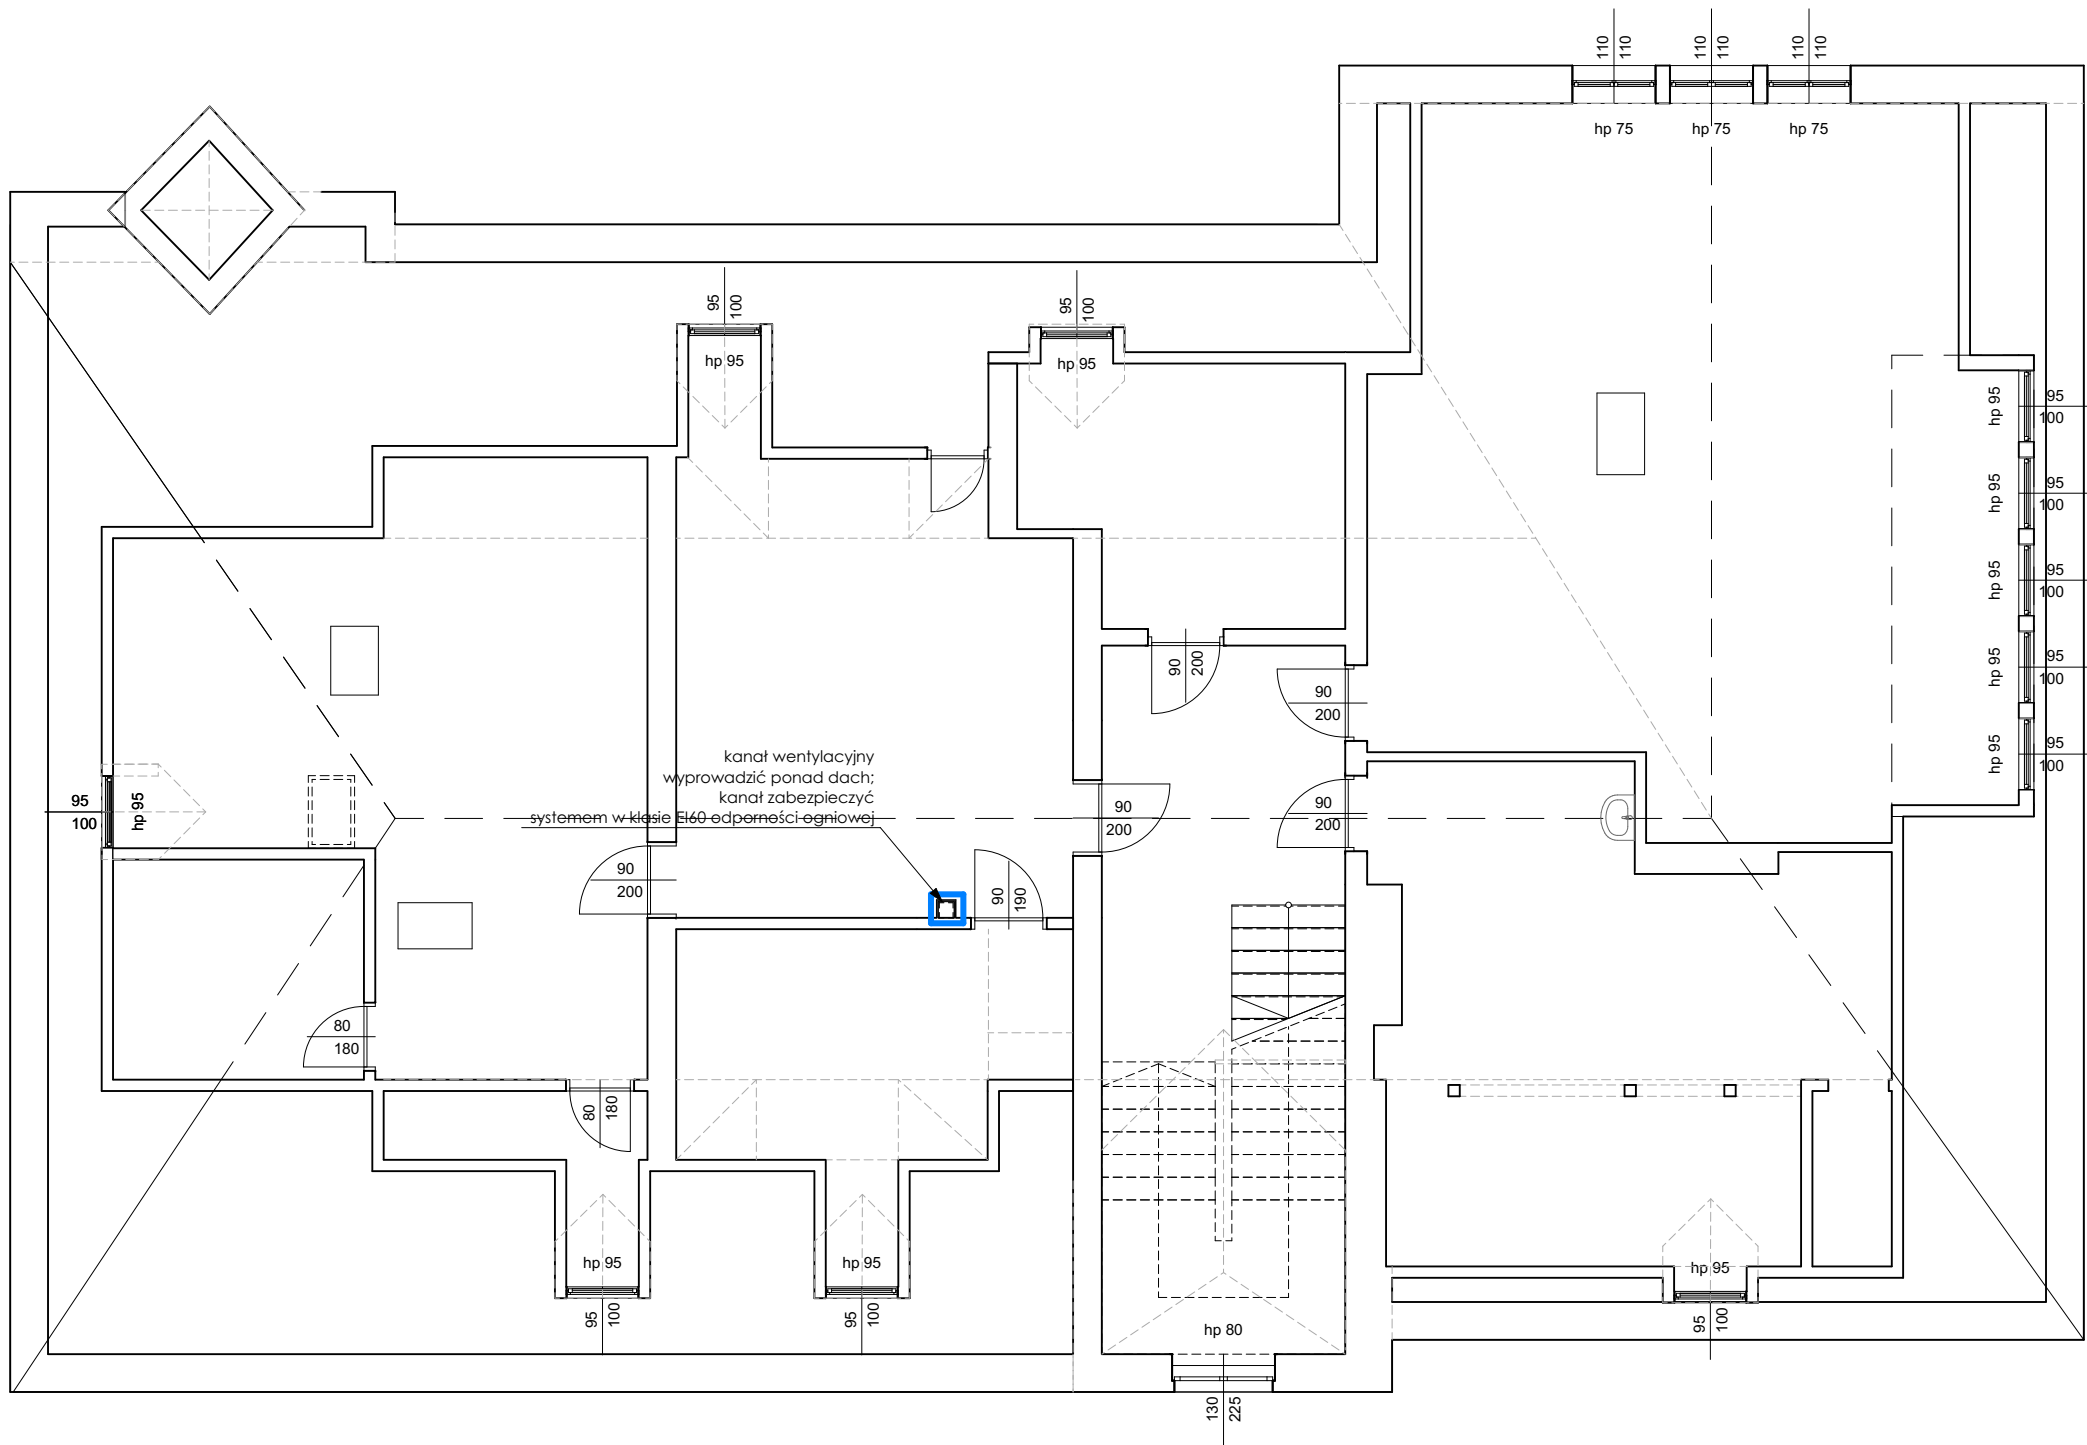 110
110
110
110
110
110
hp 75
hp 75
hp 75
95
100
95
100
hp 95
hp 95
hp 95
95
100
hp 95
95
100
hp 95
95
100
hp 95
95
100
hp 95
95
100
90
200
90
200
kanał wentylacyjny
wyprowadzić ponad dach;
kanał zabezpieczyć
systemem w klasie EI60 odporności ogniowej
95
100
hp 95
90
200
90
200
90
200
90
190
80
180
80
180
hp 95
hp 95
hp 95
95
100
95
100
95
100
hp 80
130
225